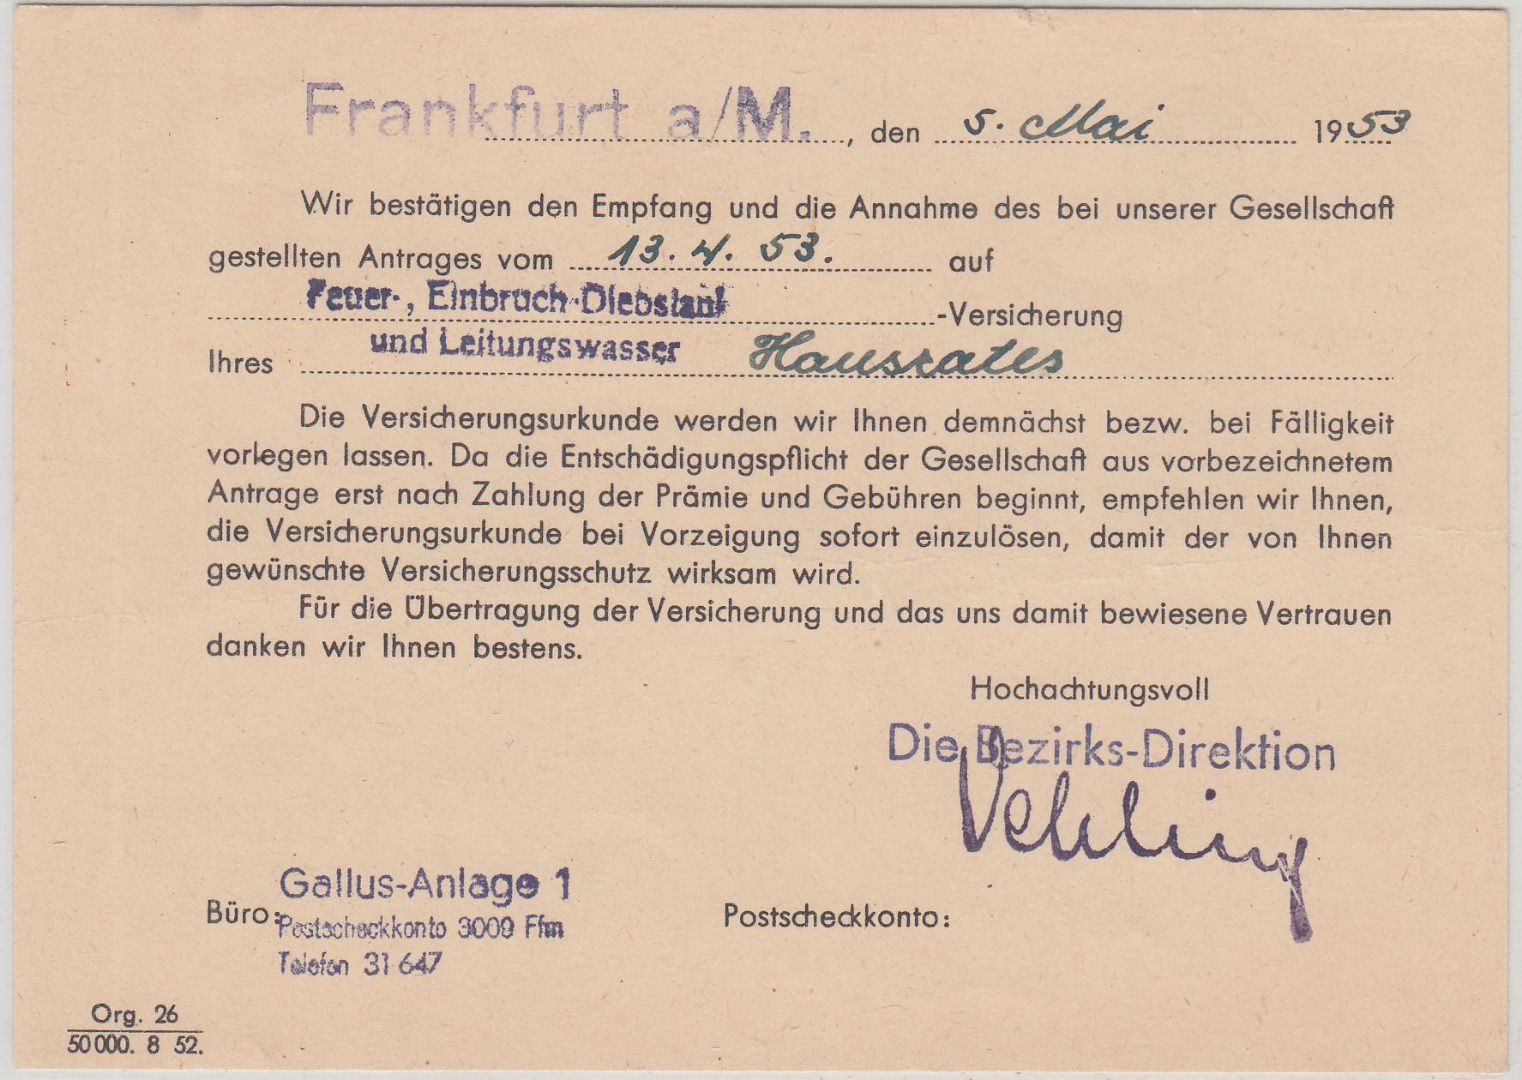 Frankfurt a/M., den 5. Mai 1953
Wir bestätigen den Empfang und die Annahme des bei unserer Gesellschaft
gestellten Antrages vom 13. 4. 53. auf
Feuer-, Einbruch-Diebstahl -Versicherung
und Leitungswasser
Ihres Hausrates
Die Versicherungsurkunde werden wir Ihnen demnächst bezw. bei Fälligkeit
vorlegen lassen. Da die Entschädigungspflicht der Gesellschaft aus vorbezeichnetem
Antrage erst nach Zahlung der Prämie und Gebühren beginnt, empfehlen wir Ihnen,
die Versicherungsurkunde bei Vorzeigung sofort einzulösen, damit der von Ihnen
gewünschte Versicherungsschutz wirksam wird.
Für die Übertragung der Versicherung und das uns damit bewiesene Vertrauen
danken wir Ihnen bestens.
Hochachtungsvoll
Die Bezirks-Direktion
Gallus-Anlage 1
Büro:
Postscheckkonto 3009 Ffm
Telefon 31 647
Postscheckkonto:
Org. 26
50 000. 8 52.